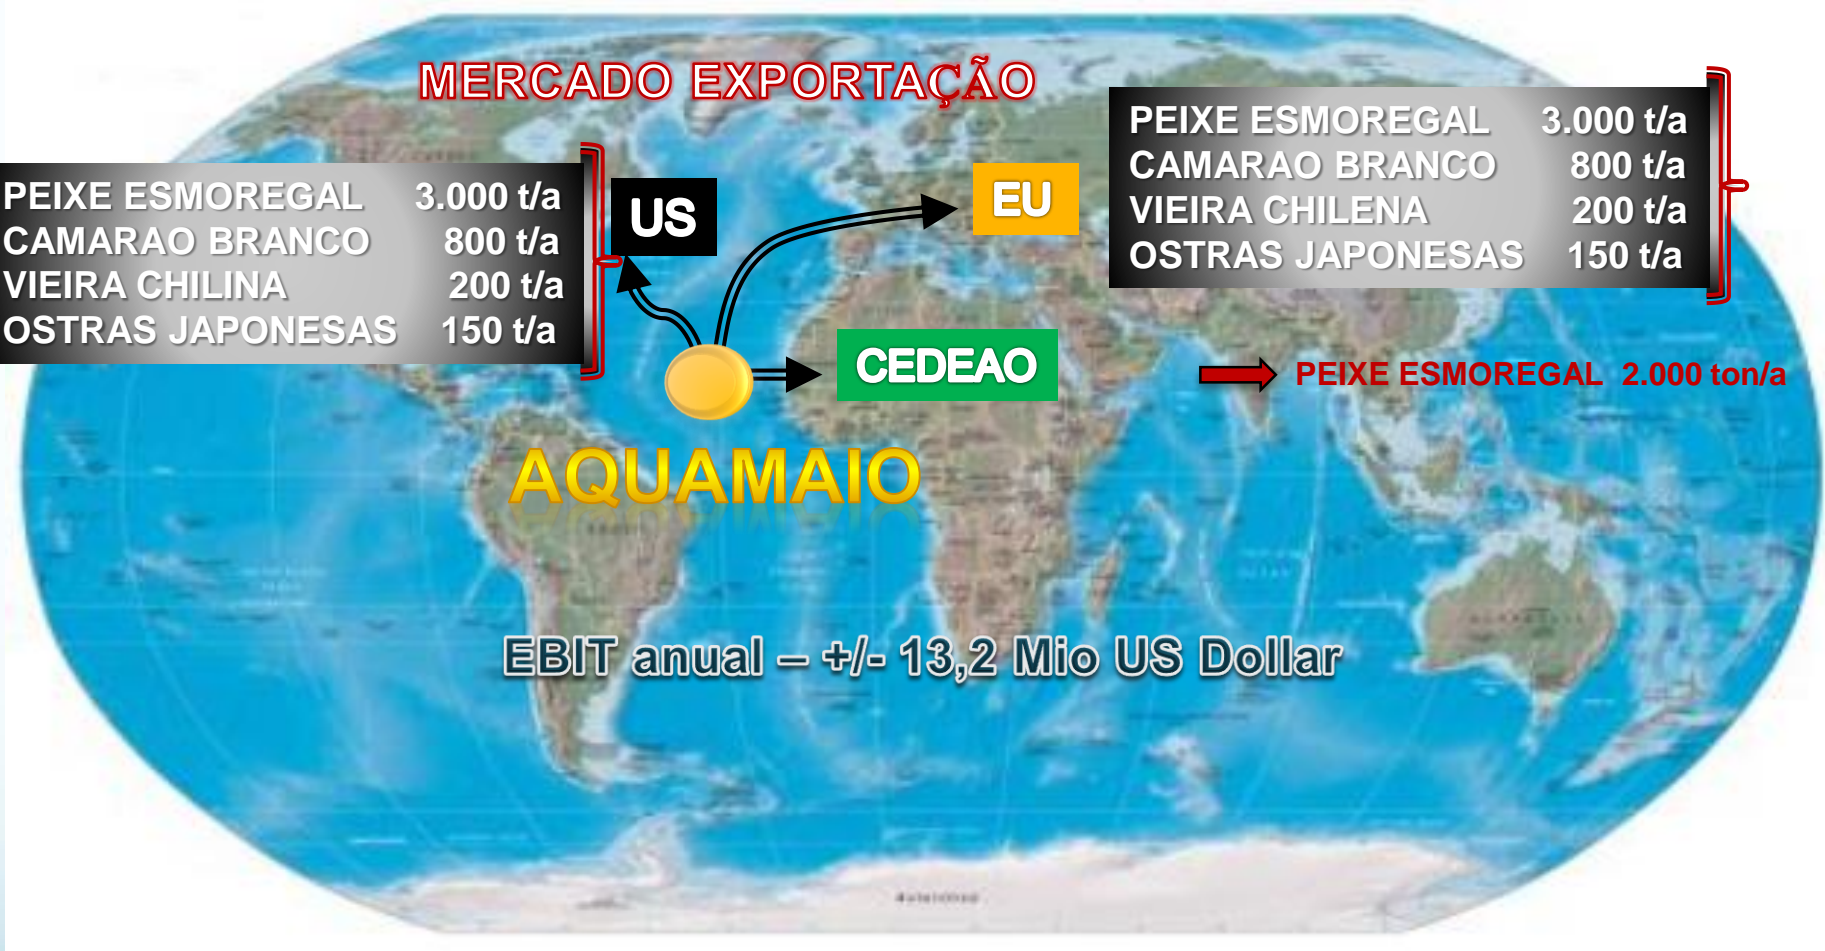 MERCADO EXPORTAÇÃO
PEIXE ESMOREGAL 3.000 t/a
CAMARAO BRANCO 800 t/a
VIEIRA CHILINA 200 t/a
OSTRAS JAPONESAS 150 t/a
US
EU
PEIXE ESMOREGAL 3.000 t/a
CAMARAO BRANCO 800 t/a
VIEIRA CHILENA 200 t/a
OSTRAS JAPONESAS 150 t/a
CEDEAO
PEIXE ESMOREGAL 2.000 ton/a
AQUAMAIO
EBIT anual – +/- 13,2 Mio US Dollar